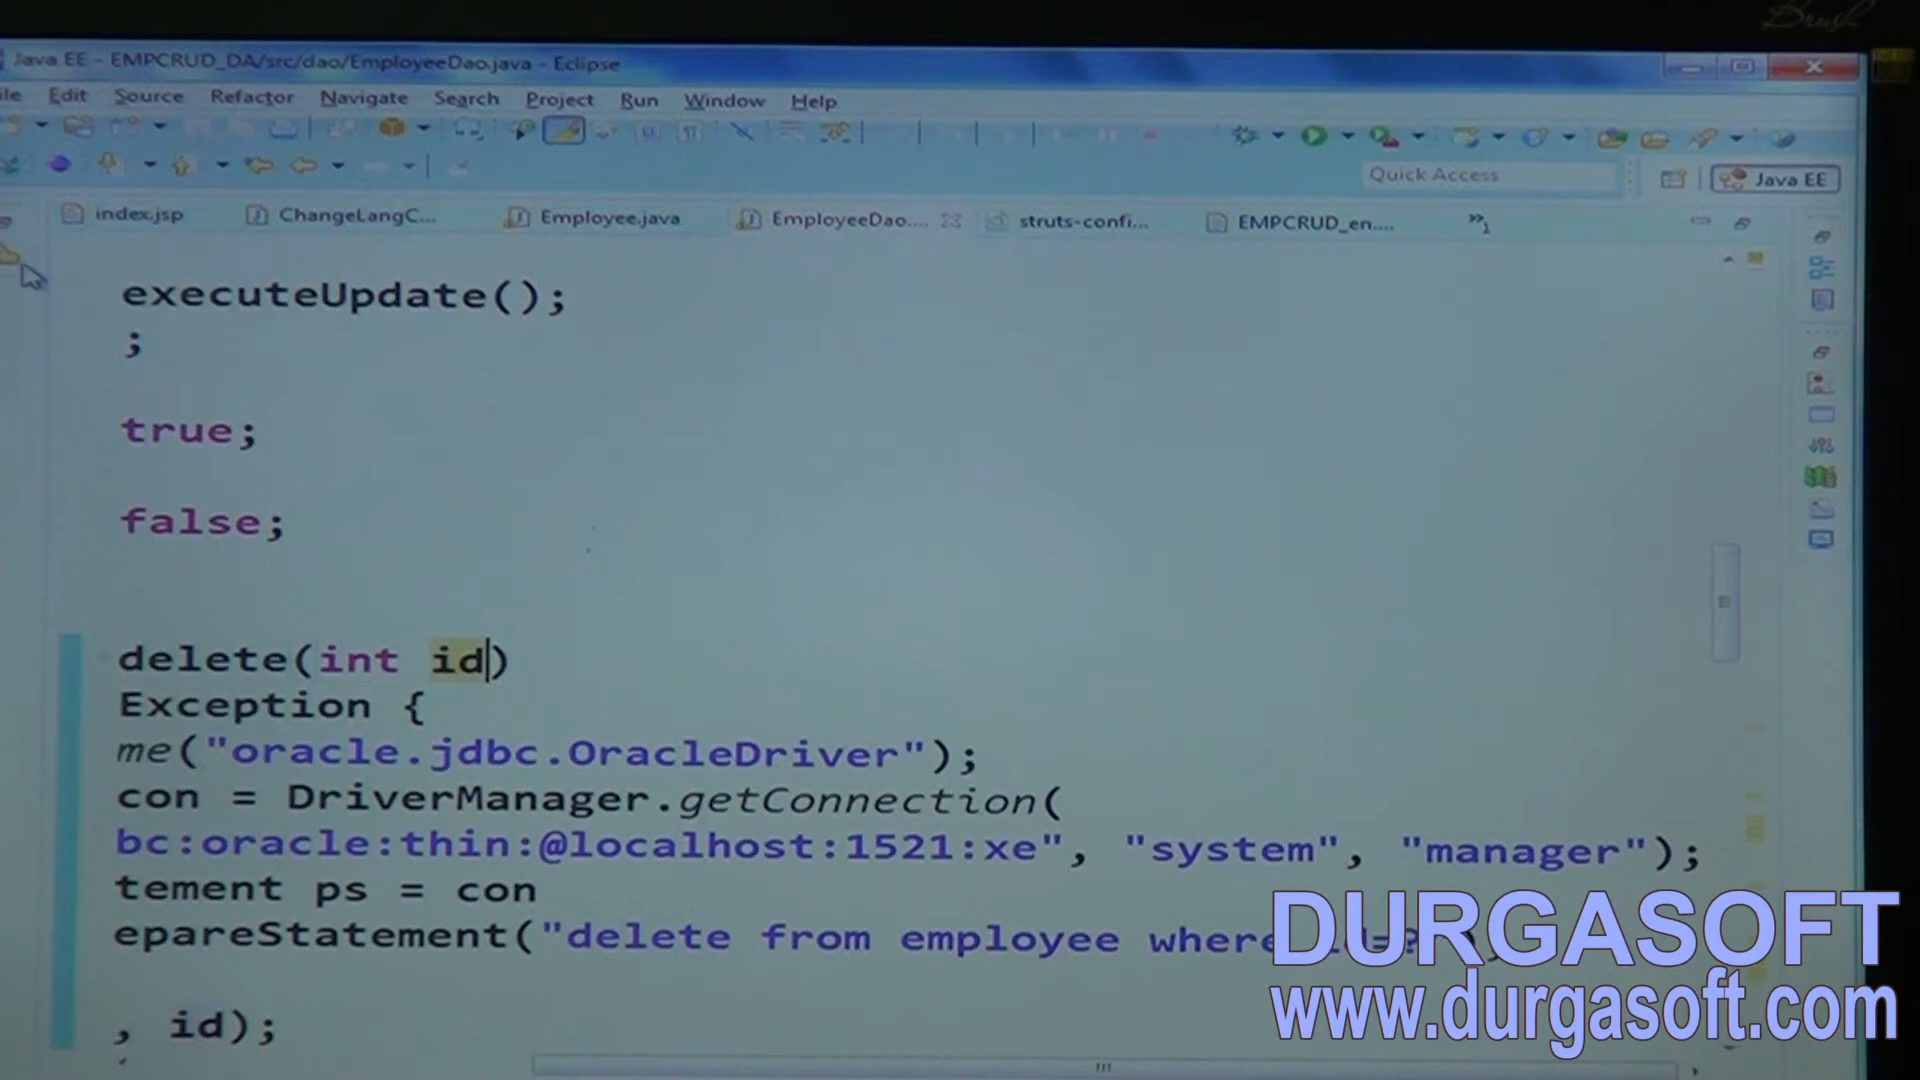 Brush
Java EE - EMPCRUD_DA/src/dao/EmployeeDao.java - Eclipse
ile Edit Source Refactor Navigate Search Project Run Window Help
Quick Access
Java EE
index.jsp ChangeLangC... Employee.java EmployeeDao.... struts-confi... EMPCRUD_en.... »1
executeUpdate();
;
true;
false;
delete(int id)
Exception {
me("oracle.jdbc.OracleDriver");
con = DriverManager.getConnection(
bc:oracle:thin:@localhost:1521:xe", "system", "manager");
tement ps = con
epareStatement("delete from employee where
, id);
DURGASOFT
www.durgasoft.com